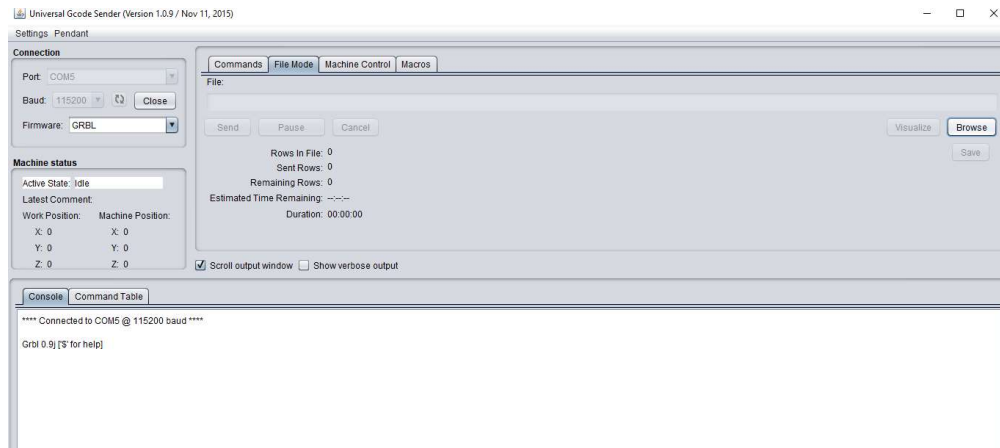 Universal Gcode Sender (Version 1.0.9 / Nov 11, 2015)
Settings Pendant
Connection
Port: COM5
Baud: 115200 Close
Firmware: GRBL
Machine status
Active State: Idle
Latest Comment:
Work Position: Machine Position:
X: 0 X: 0
Y: 0 Y: 0
Z: 0 Z: 0
Commands File Mode Machine Control Macros
File:
Send Pause Cancel Visualize Browse
Save
Rows In File: 0
Sent Rows: 0
Remaining Rows: 0
Estimated Time Remaining: --:--:--
Duration: 00:00:00
Scroll output window Show verbose output
Console Command Table
**** Connected to COM5 @ 115200 baud ****
Grbl 0.9j ['$' for help]